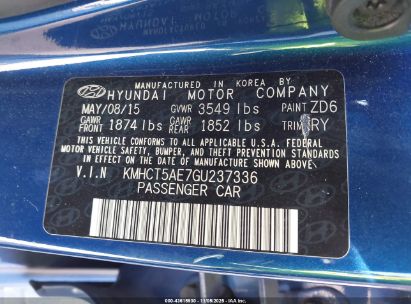 MANUFACTURED IN KOREA BY
HYUNDAI MOTOR COMPANY
MAY/08/15 GVWR 3549 lbs PAINT ZD6
GAWR FRONT 1874 lbs GAWR REAR 1852 lbs TRIM RY
THIS VEHICLE CONFORMS TO ALL APPLICABLE
U.S. FEDERAL MOTOR VEHICLE SAFETY,
BUMPER, AND THEFT PREVENTION STANDARDS IN
EFFECT ON THE DATE OF MANUFACTURE SHOWN ABOVE.
V.I.N KMHCT5AE7GU237336
PASSENGER CAR